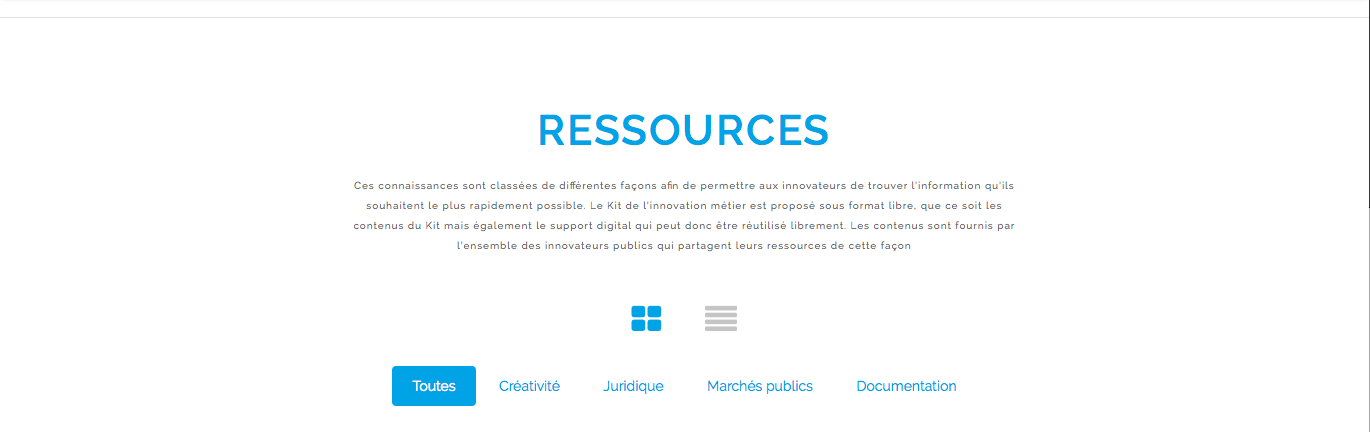 RESSOURCES
Ces connaissances sont classées de différentes façons afin de permettre aux innovateurs de trouver l'information qu'ils
souhaitent le plus rapidement possible. Le Kit de l'innovation métier est proposé sous format libre, que ce soit les
contenus du Kit mais également le support digital qui peut donc être réutilisé librement. Les contenus sont fournis par
l'ensemble des innovateurs publics qui partagent leurs ressources de cette façon
Toutes Créativité Juridique Marchés publics Documentation